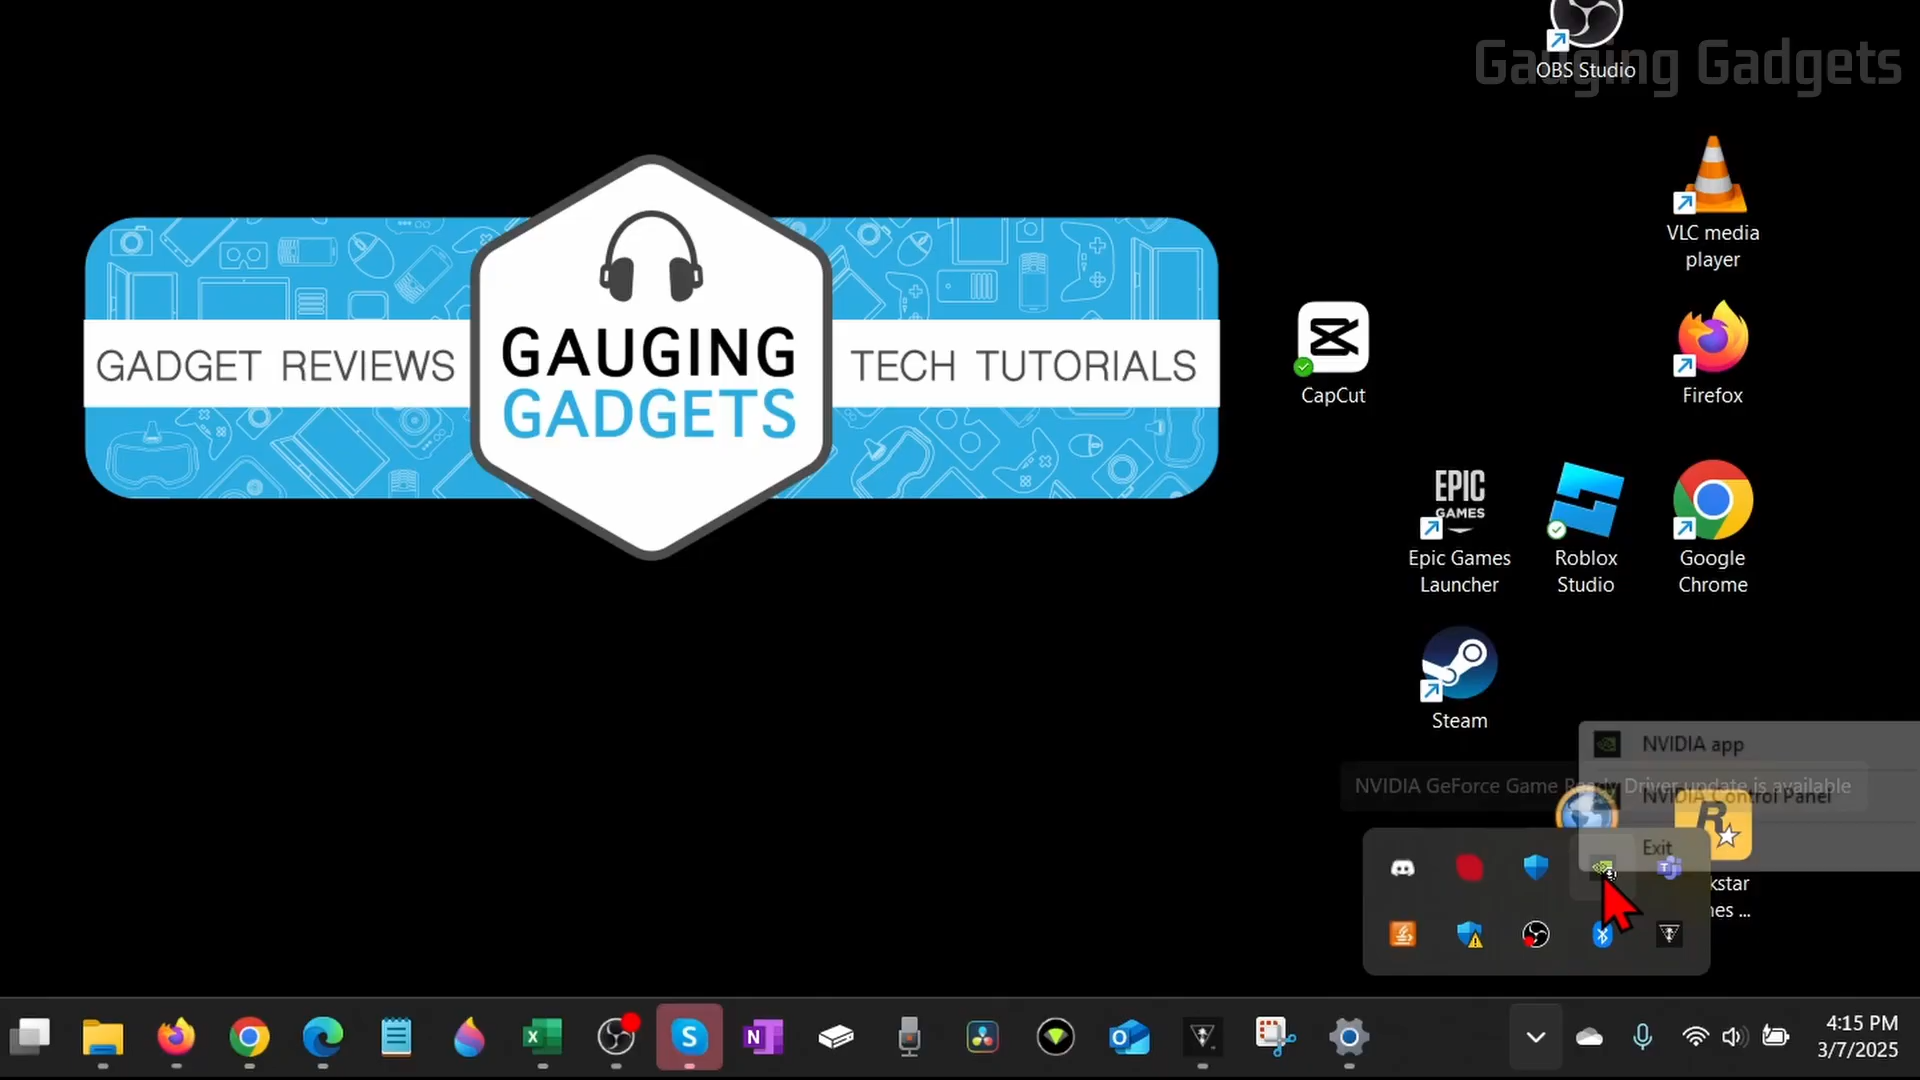 Gauging Gadgets
OBS Studio
VLC media
player
GADGET REVIEWS
GAUGING
GADGETS
TECH TUTORIALS
CapCut
Firefox
EPIC
GAMES
Epic Games
Launcher
Roblox
Studio
Google
Chrome
Steam
NVIDIA app
NVIDIA GeForce Game Ready Driver update is available
NVIDIA Control Panel
Exit
kstar
nes ...
4:15 PM
3/7/2025